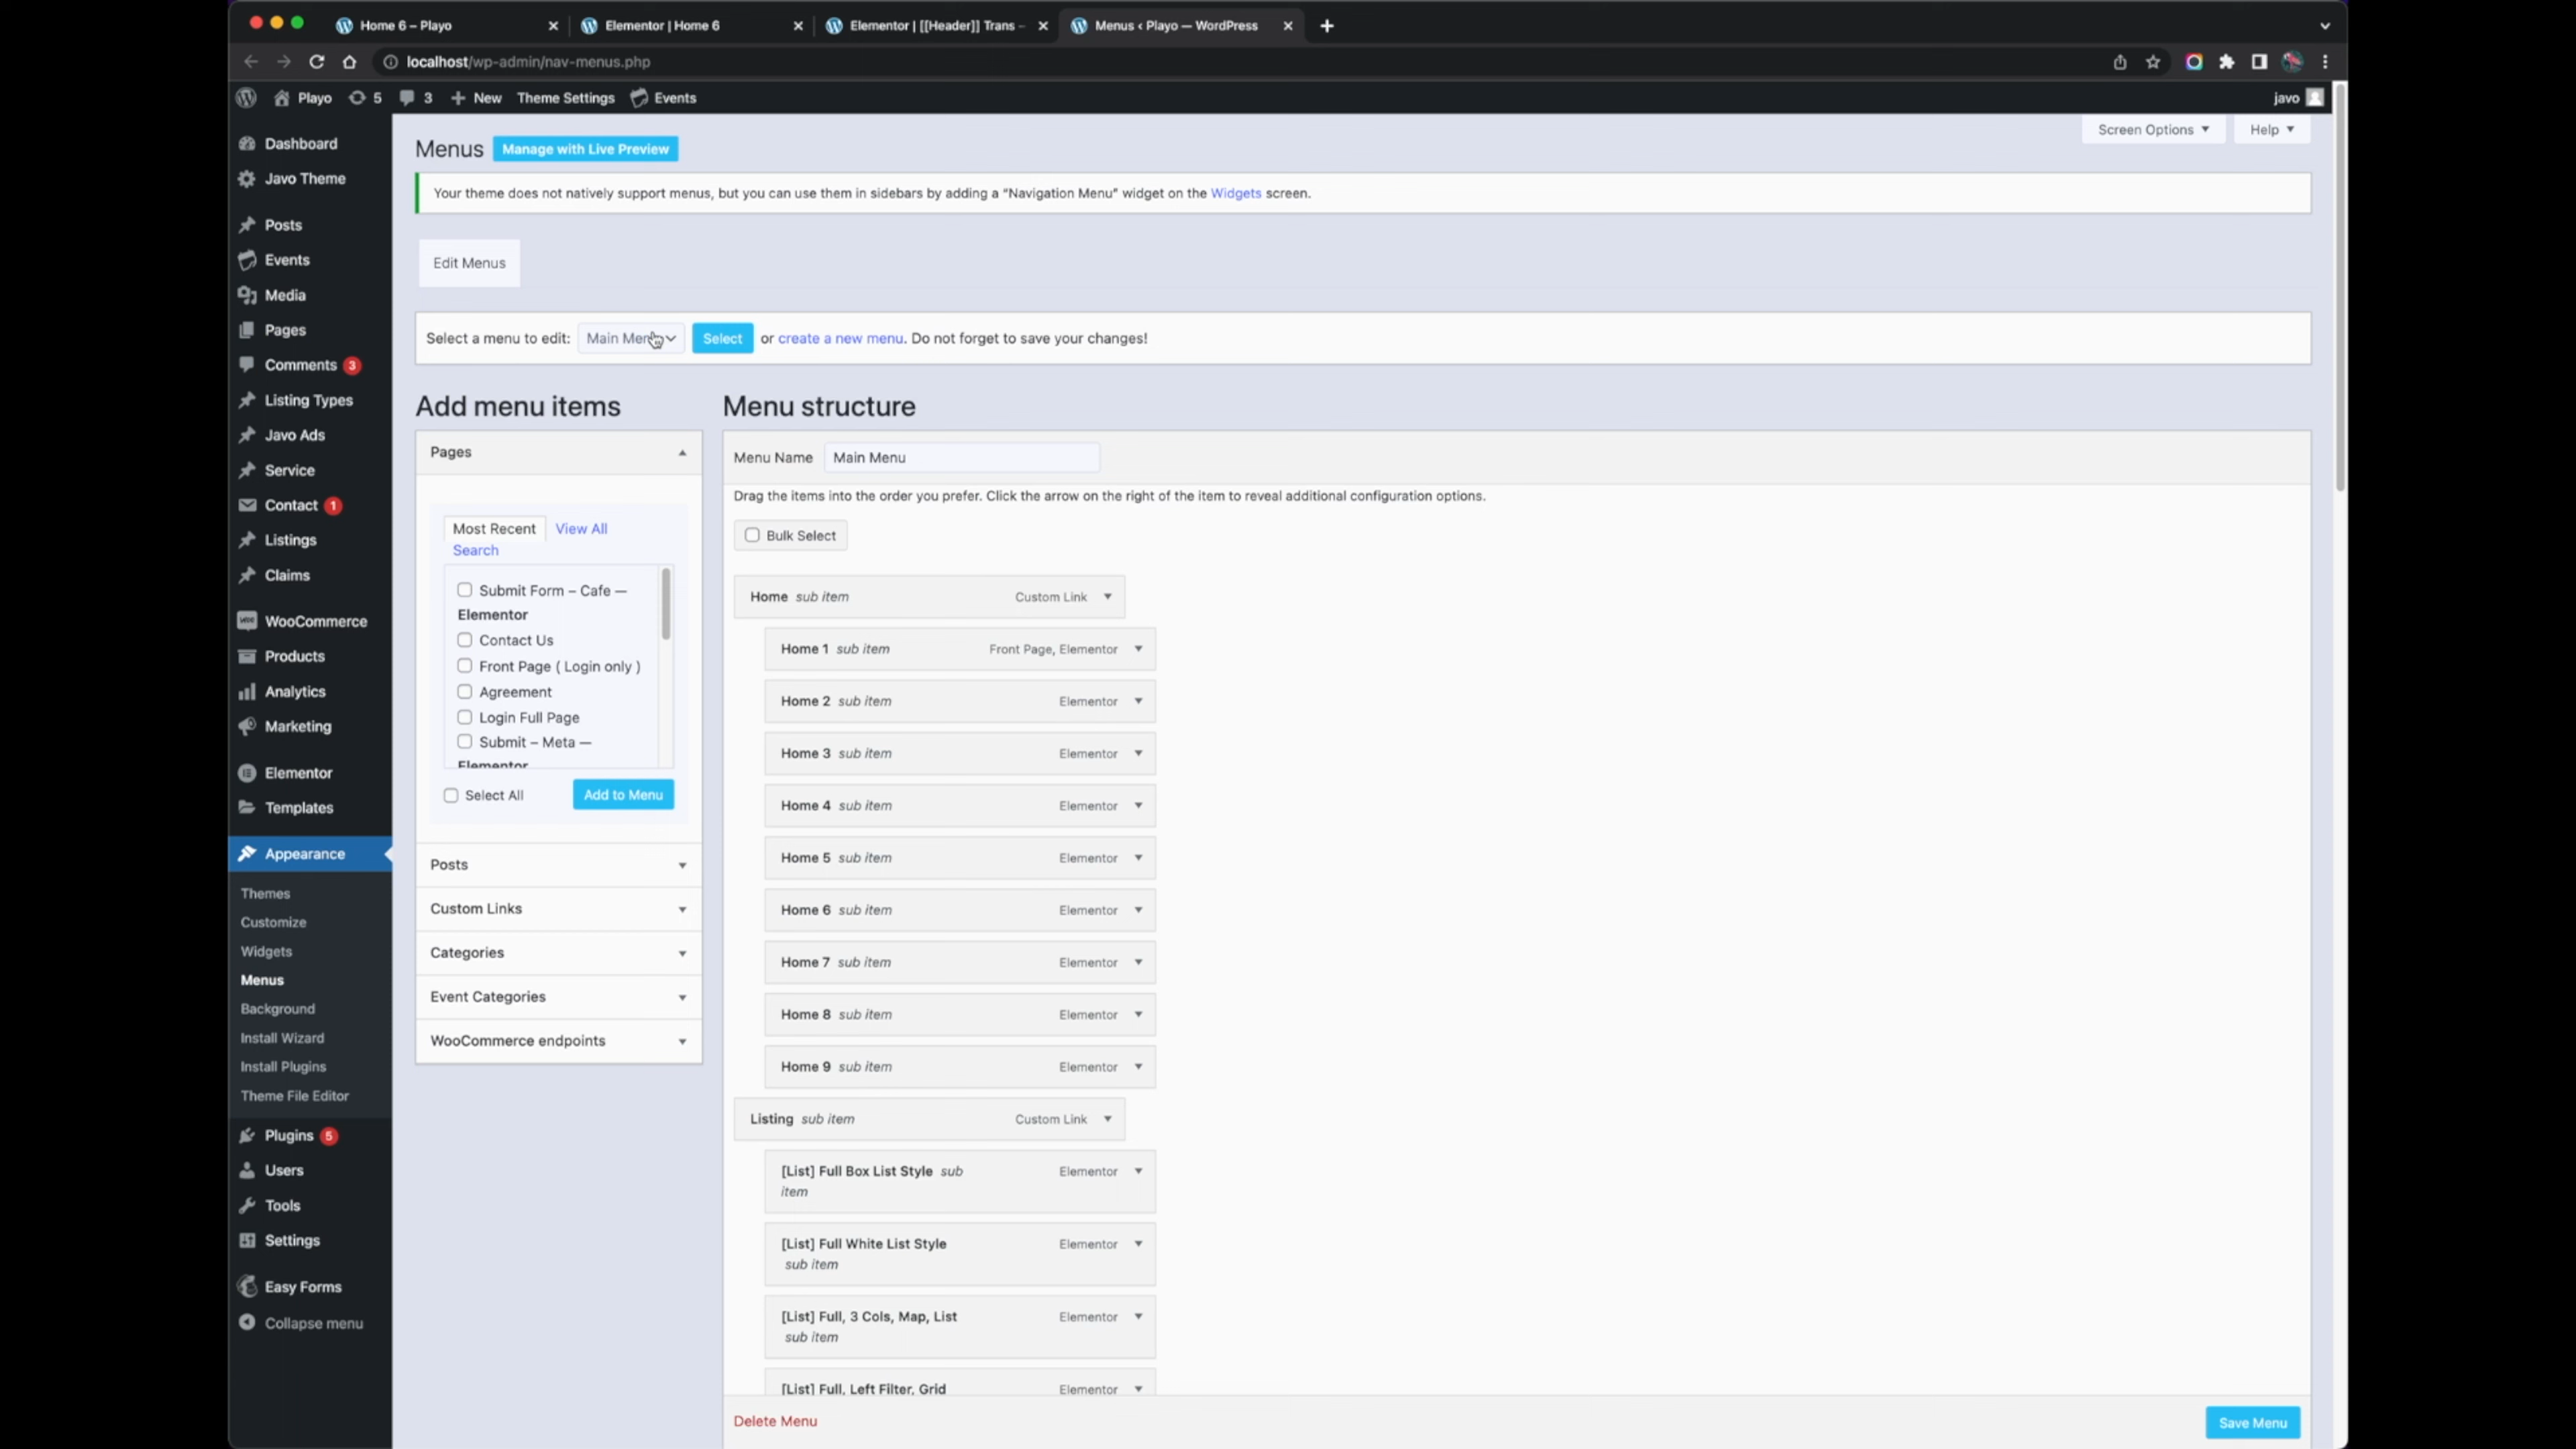 Home 6 – Playo
Elementor | Home 6
Elementor | [[Header]] Trans -
Menus ‹ Playo — WordPress
localhost/wp-admin/nav-menus.php
Playo 5 3 New Theme Settings Events
javo
Screen Options
Help
Dashboard
Javo Theme
Posts
Events
Media
Pages
Comments 3
Listing Types
Javo Ads
Service
Contact 1
Listings
Claims
WooCommerce
Products
Analytics
Marketing
Elementor
Templates
Appearance
Themes
Customize
Widgets
Menus
Background
Install Wizard
Install Plugins
Theme File Editor
Plugins 5
Users
Tools
Settings
Easy Forms
Collapse menu
Menus Manage with Live Preview
Your theme does not natively support menus, but you can use them in sidebars by adding a “Navigation Menu” widget on the Widgets screen.
Edit Menus
Select a menu to edit: Main Menu Select or create a new menu. Do not forget to save your changes!
Add menu items
Pages
Most Recent View All
Search
Submit Form – Cafe —
Elementor
Contact Us
Front Page ( Login only )
Agreement
Login Full Page
Submit – Meta —
Elementor
Select All Add to Menu
Posts
Custom Links
Categories
Event Categories
WooCommerce endpoints
Menu structure
Menu Name Main Menu
Drag the items into the order you prefer. Click the arrow on the right of the item to reveal additional configuration options.
Bulk Select
Home sub item Custom Link
Home 1 sub item Front Page, Elementor
Home 2 sub item Elementor
Home 3 sub item Elementor
Home 4 sub item Elementor
Home 5 sub item Elementor
Home 6 sub item Elementor
Home 7 sub item Elementor
Home 8 sub item Elementor
Home 9 sub item Elementor
Listing sub item Custom Link
[List] Full Box List Style sub Elementor
item
[List] Full White List Style Elementor
sub item
[List] Full, 3 Cols, Map, List Elementor
sub item
[List] Full, Left Filter, Grid Elementor
Delete Menu
Save Menu